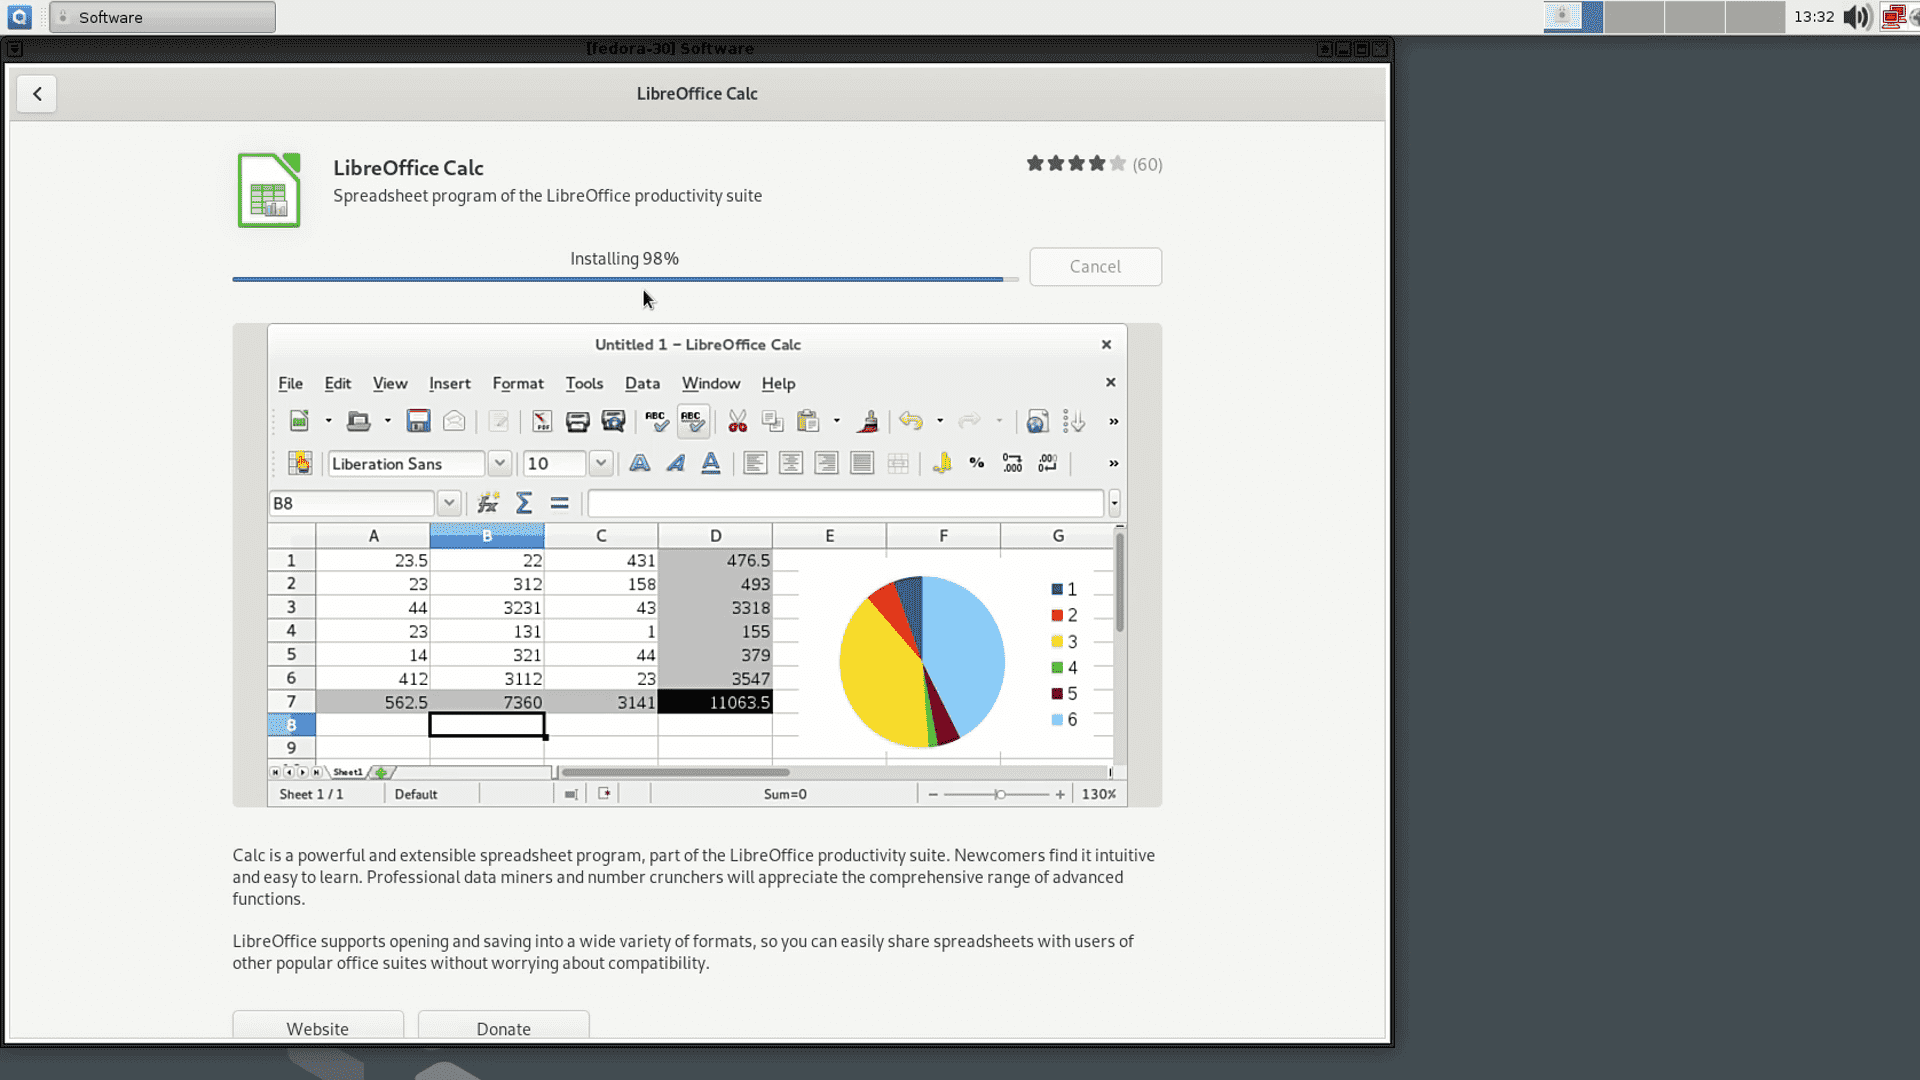 Software
13:32
[fedora-30] Software
LibreOffice Calc
LibreOffice Calc
(60)
Spreadsheet program of the LibreOffice productivity suite
Installing 98%
Cancel
Untitled 1 – LibreOffice Calc
File Edit View Insert Format Tools Data Window Help
Liberation Sans 10
B8
A B C D E F G
1 23.5 22 431 476.5
2 23 312 158 493
3 44 3231 43 3318
4 23 131 1 155
5 14 321 44 379
6 412 3112 23 3547
7 562.5 7360 3141 11063.5
8
9
1
2
3
4
5
6
Sheet1
Sheet 1 / 1 Default Sum=0 130%
Calc is a powerful and extensible spreadsheet program, part of the LibreOffice productivity suite. Newcomers find it intuitive
and easy to learn. Professional data miners and number crunchers will appreciate the comprehensive range of advanced
functions.
LibreOffice supports opening and saving into a wide variety of formats, so you can easily share spreadsheets with users of
other popular office suites without worrying about compatibility.
Website Donate